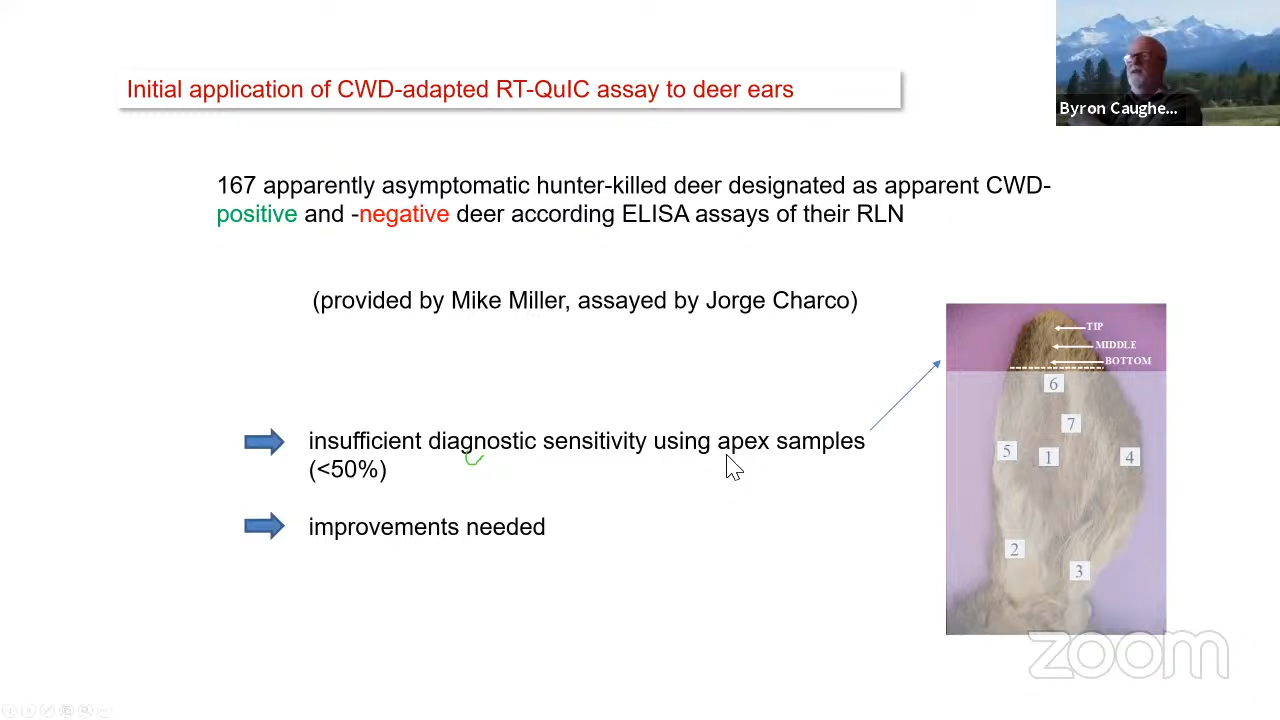 Initial application of CWD-adapted RT-QuIC assay to deer ears
Byron Caughe...
167 apparently asymptomatic hunter-killed deer designated as apparent CWD-
positive and -negative deer according ELISA assays of their RLN
(provided by Mike Miller, assayed by Jorge Charco)
TIP
MIDDLE
BOTTOM
6
7
5
1
4
2
3
insufficient diagnostic sensitivity using apex samples
(<50%)
improvements needed
zoom